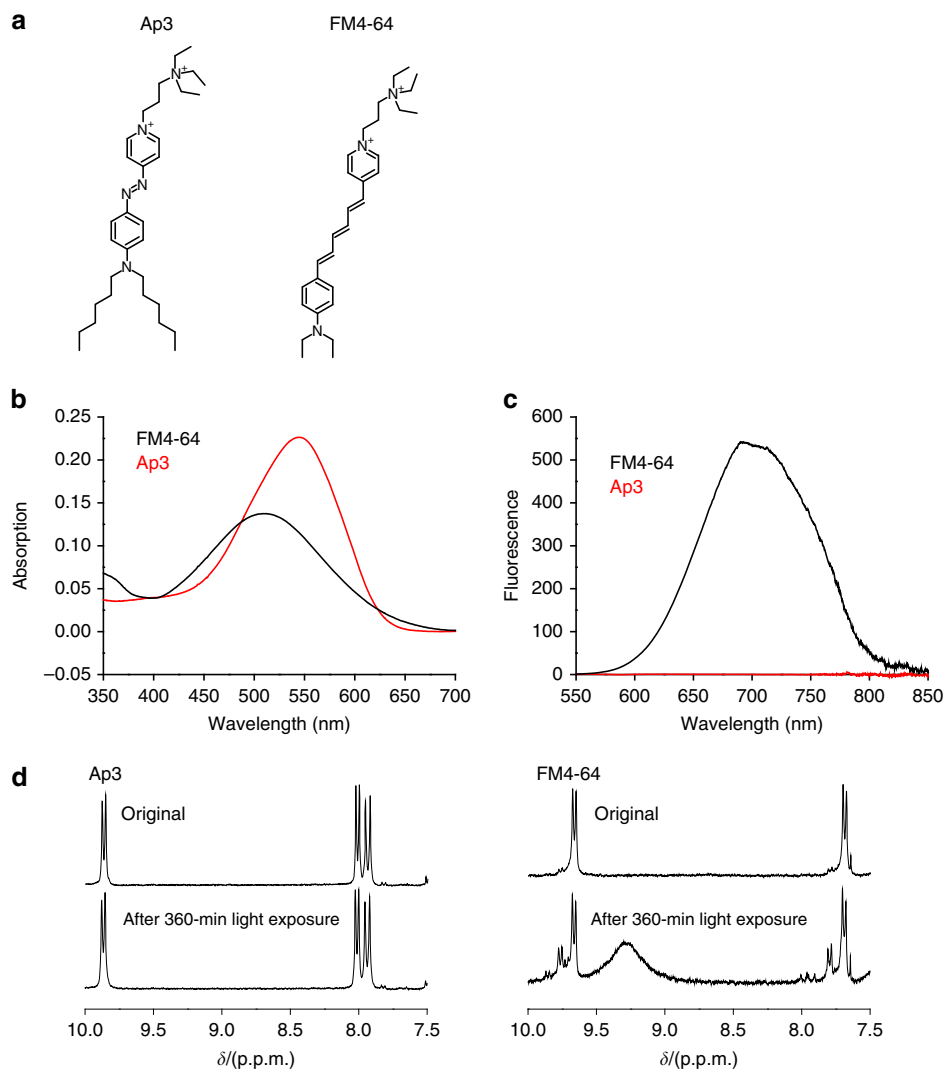 a
Ap3
FM4-64
N+
N+
N
N
N
N+
N+
N
b
FM4-64
Ap3
Absorption
0.25
0.20
0.15
0.10
0.05
0.00
−0.05
350 400 450 500 550 600 650 700
Wavelength (nm)
c
FM4-64
Ap3
Fluorescence
600
500
400
300
200
100
0
550 600 650 700 750 800 850
Wavelength (nm)
d
Ap3
Original
After 360-min light exposure
10.0 9.5 9.0 8.5 8.0 7.5
δ/(p.p.m.)
FM4-64
Original
After 360-min light exposure
10.0 9.5 9.0 8.5 8.0 7.5
δ/(p.p.m.)